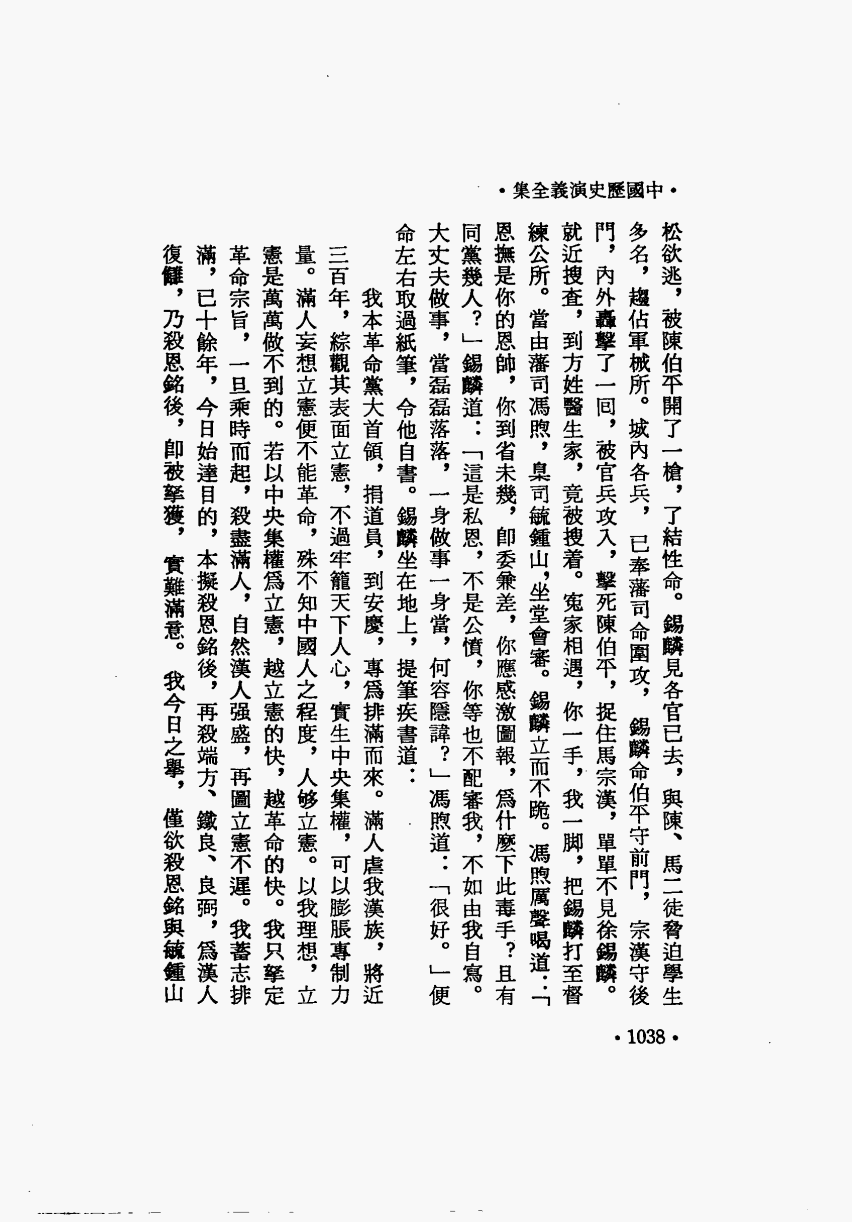 •中國歷史演義全集•
松欲逃，被陳伯平開了一槍，了結性命。錫麟見各官已去，與陳、馬二徒脅迫學生
多名，趨佔軍械所。城內各兵，已奉藩司命圍攻，錫麟命伯平守前門，宗漢守後
門，內外轟擊了一回，被官兵攻入，擊死陳伯平，捉住馬宗漢，單單不見徐錫麟。
就近搜查，到方姓醫生家，竟被搜着。寃家相遇，你一手，我一脚，把錫麟打至督
練公所。當由藩司馮煦，臬司毓鍾山，坐堂會審。錫麟立而不跪。馮煦厲聲喝道：「
恩撫是你的恩師，你到省未幾，卽委兼差，你應感激圖報，爲什麼下此毒手？且有
同黨幾人？」錫麟道：「這是私恩，不是公憤，你等也不配審我，不如由我自寫。
大丈夫做事，當磊磊落落，一身做事一身當，何容隱諱？」馮煦道：「很好。」便
命左右取過紙筆，令他自書。錫麟坐在地上，提筆疾書道：
我本革命黨大首領，捐道員，到安慶，專爲排滿而來。滿人虐我漢族，將近
三百年，綜觀其表面立憲，不過牢籠天下人心，實生中央集權，可以膨脹專制力
量。滿人妄想立憲便不能革命，殊不知中國人之程度，人够立憲。以我理想，立
憲是萬萬做不到的。若以中央集權爲立憲，越立憲的快，越革命的快。我只拏定
革命宗旨，一旦乘時而起，殺盡滿人，自然漢人强盛，再圖立憲不遲。我蓄志排
滿，已十餘年，今日始達目的，本擬殺恩銘後，再殺端方、鐵良、良弼，爲漢人
復讎，乃殺恩銘後，卽被拏獲，實難滿意。我今日之舉，僅欲殺恩銘與毓鍾山
•1038•